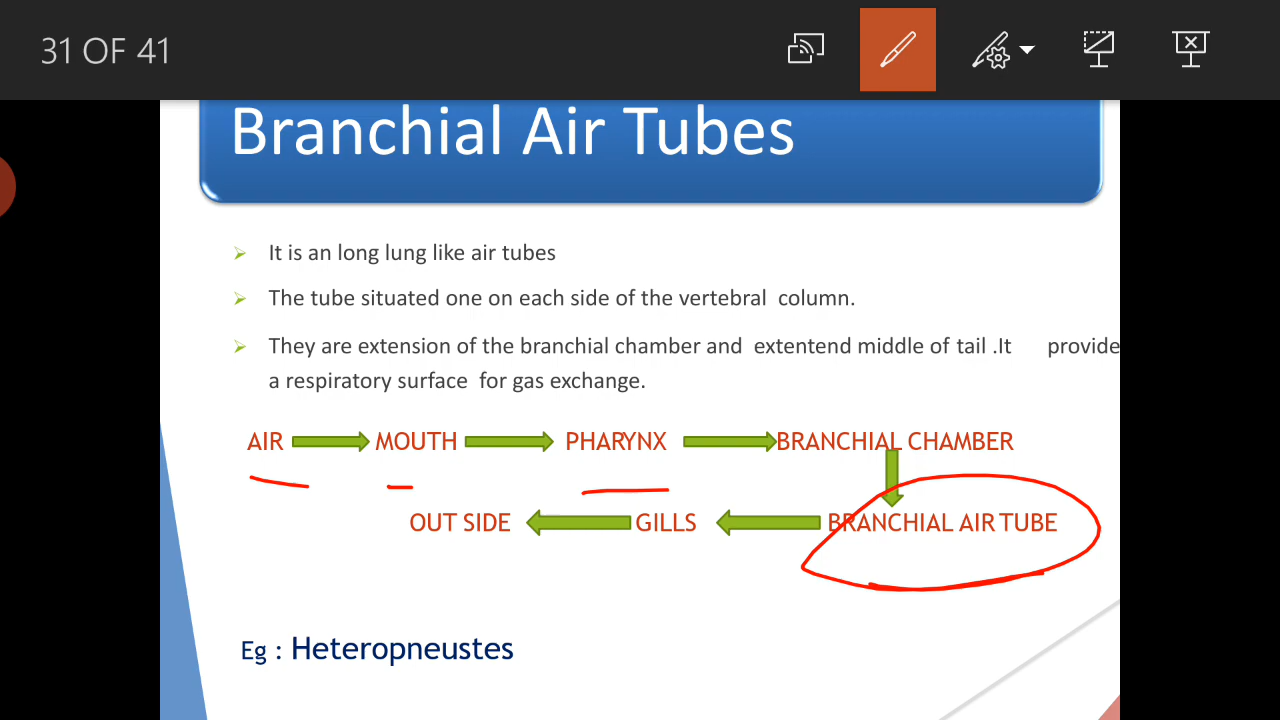 31 OF 41
Branchial Air Tubes
It is an long lung like air tubes
The tube situated one on each side of the vertebral column.
They are extension of the branchial chamber and extentend middle of tail .It provide
a respiratory surface for gas exchange.
AIR MOUTH PHARYNX BRANCHIAL CHAMBER
OUT SIDE GILLS BRANCHIAL AIR TUBE
Eg : Heteropneustes